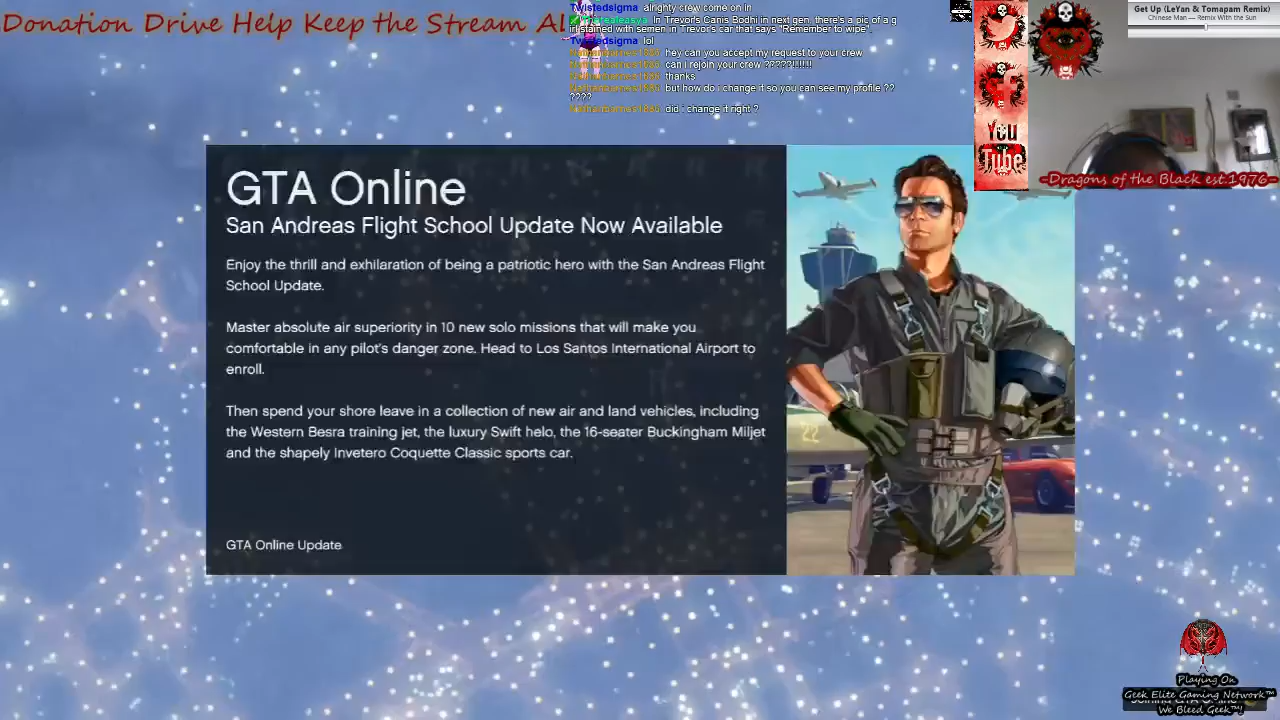 Donation Drive Help Keep the Stream Al
Twistedsigma alrighty crew come on in
in Trevor's Canis Bodhi in next gen, there's a pic of a g
in stained with semen in Trevor's car that says "Remember to wipe".
Twistedsigma lol
hey can you accept my request to your crew
can i rejoin your crew ?????!!!!!!
thanks
but how do i change it so you can see my profile ??
????
did i change it right ?
Get Up (LeYan & Tomapam Remix)
Chinese Man — Remix With the Sun
You
Tube
-Dragons of the Black est.1976-
GTA Online
San Andreas Flight School Update Now Available
Enjoy the thrill and exhilaration of being a patriotic hero with the San Andreas Flight
School Update.
Master absolute air superiority in 10 new solo missions that will make you
comfortable in any pilot's danger zone. Head to Los Santos International Airport to
enroll.
Then spend your shore leave in a collection of new air and land vehicles, including
the Western Besra training jet, the luxury Swift helo, the 16-seater Buckingham Miljet
and the shapely Invetero Coquette Classic sports car.
22
GTA Online Update
Playing On
Geek Elite Gaming Network™
We Bleed Geek™!